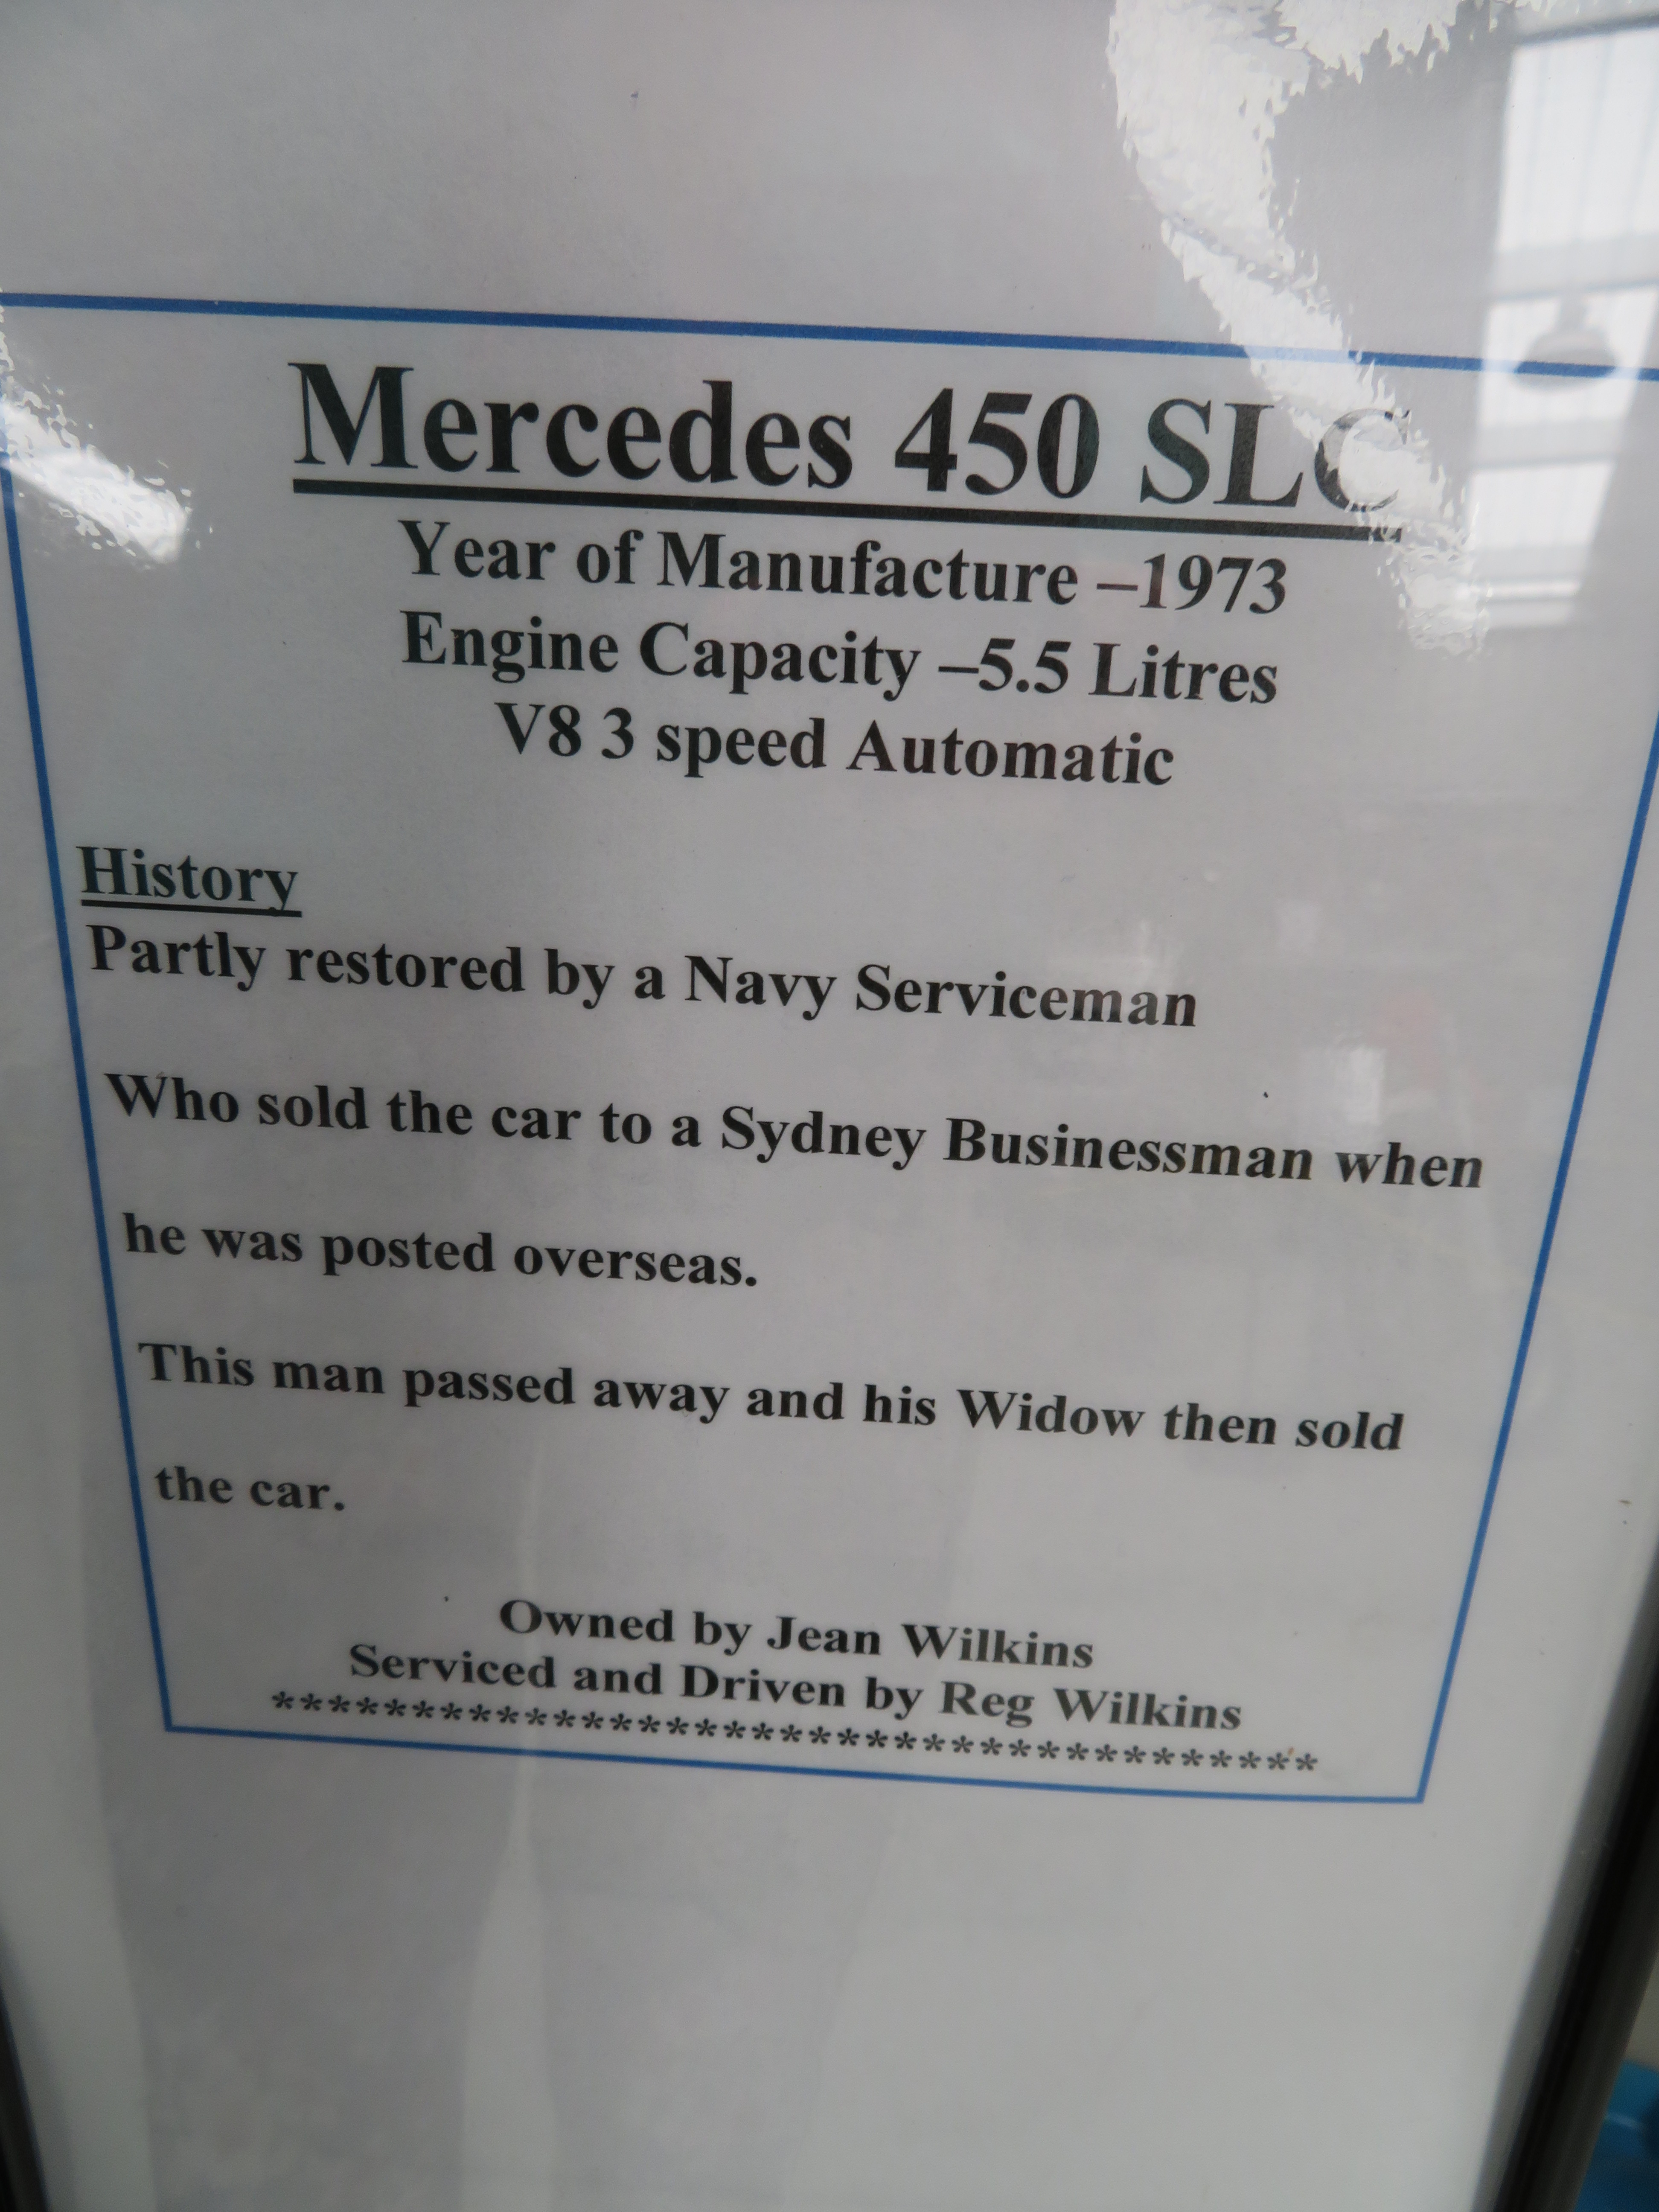 Mercedes 450 SLC
Year of Manufacture –1973
Engine Capacity –5.5 Litres
V8 3 speed Automatic
History
Partly restored by a Navy Serviceman
Who sold the car to a Sydney Businessman when
he was posted overseas.
This man passed away and his Widow then sold
the car.
Owned by Jean Wilkins
Serviced and Driven by Reg Wilkins
*************************************